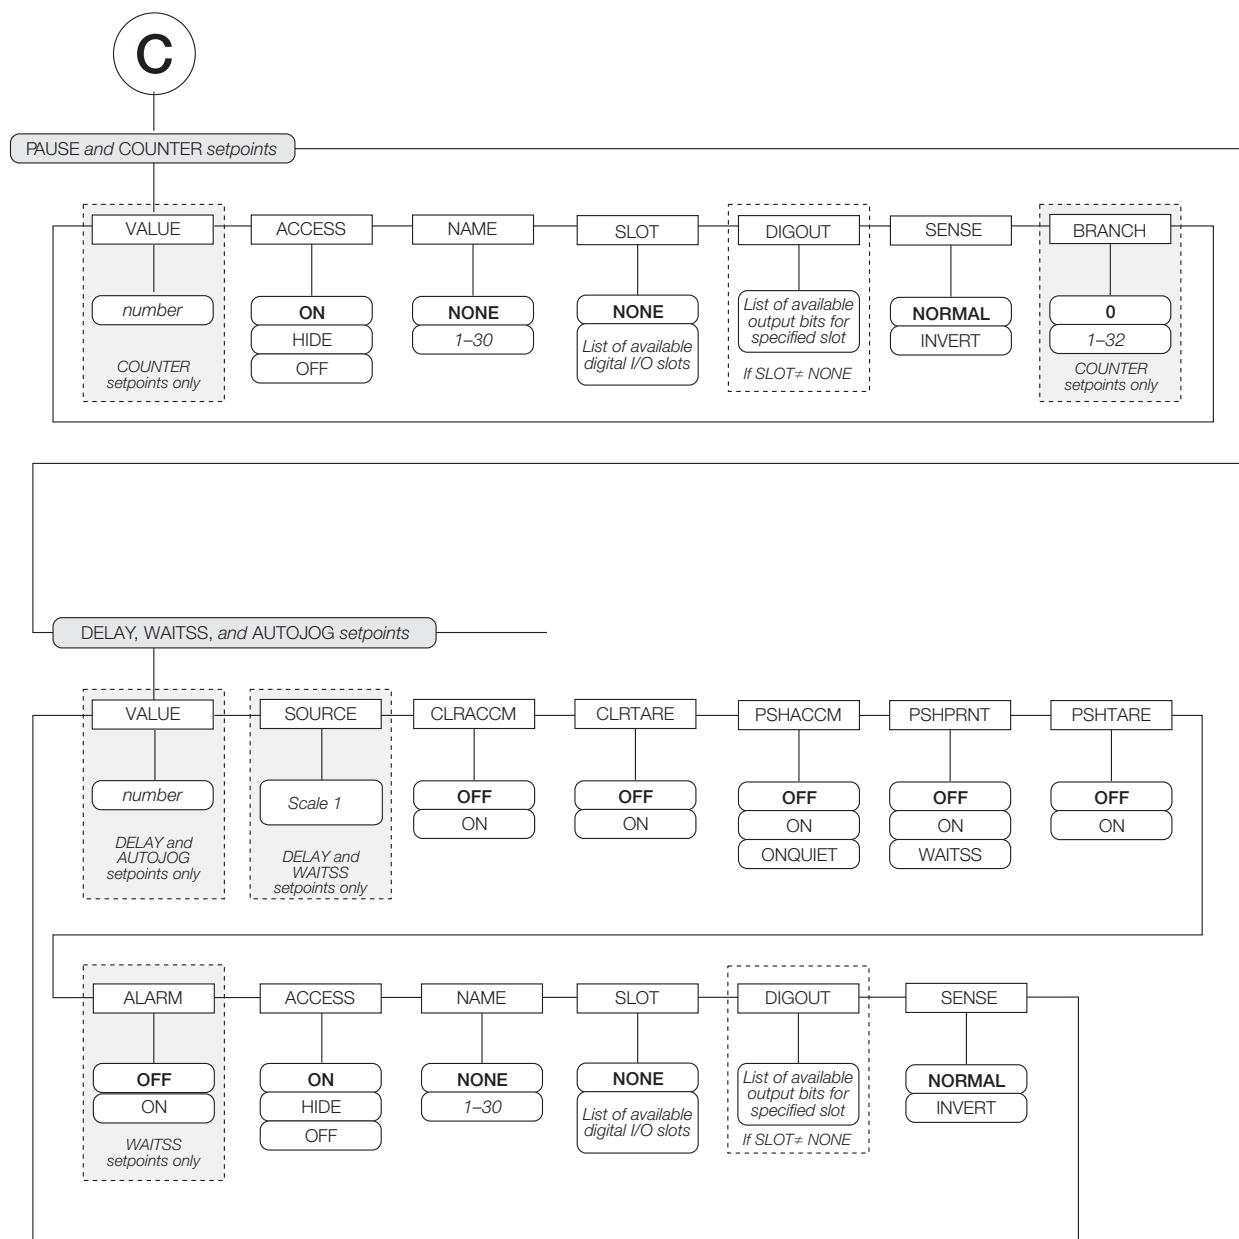 C
PAUSE and COUNTER setpoints
VALUE
ACCESS
NAME
SLOT
DIGOUT
SENSE
BRANCH
number
COUNTER
setpoints only
ON
HIDE
OFF
NONE
1–30
NONE
List of available
digital I/O slots
List of available
output bits for
specified slot
If SLOT≠ NONE
NORMAL
INVERT
0
1–32
COUNTER
setpoints only
DELAY, WAITSS, and AUTOJOG setpoints
VALUE
SOURCE
CLRACCM
CLRTARE
PSHACCM
PSHPRNT
PSHTARE
number
DELAY and
AUTOJOG
setpoints only
Scale 1
DELAY and
WAITSS
setpoints only
OFF
ON
OFF
ON
OFF
ON
ONQUIET
OFF
ON
WAITSS
OFF
ON
ALARM
ACCESS
NAME
SLOT
DIGOUT
SENSE
OFF
ON
WAITSS
setpoints only
ON
HIDE
OFF
NONE
1–30
NONE
List of available
digital I/O slots
List of available
output bits for
specified slot
If SLOT≠ NONE
NORMAL
INVERT